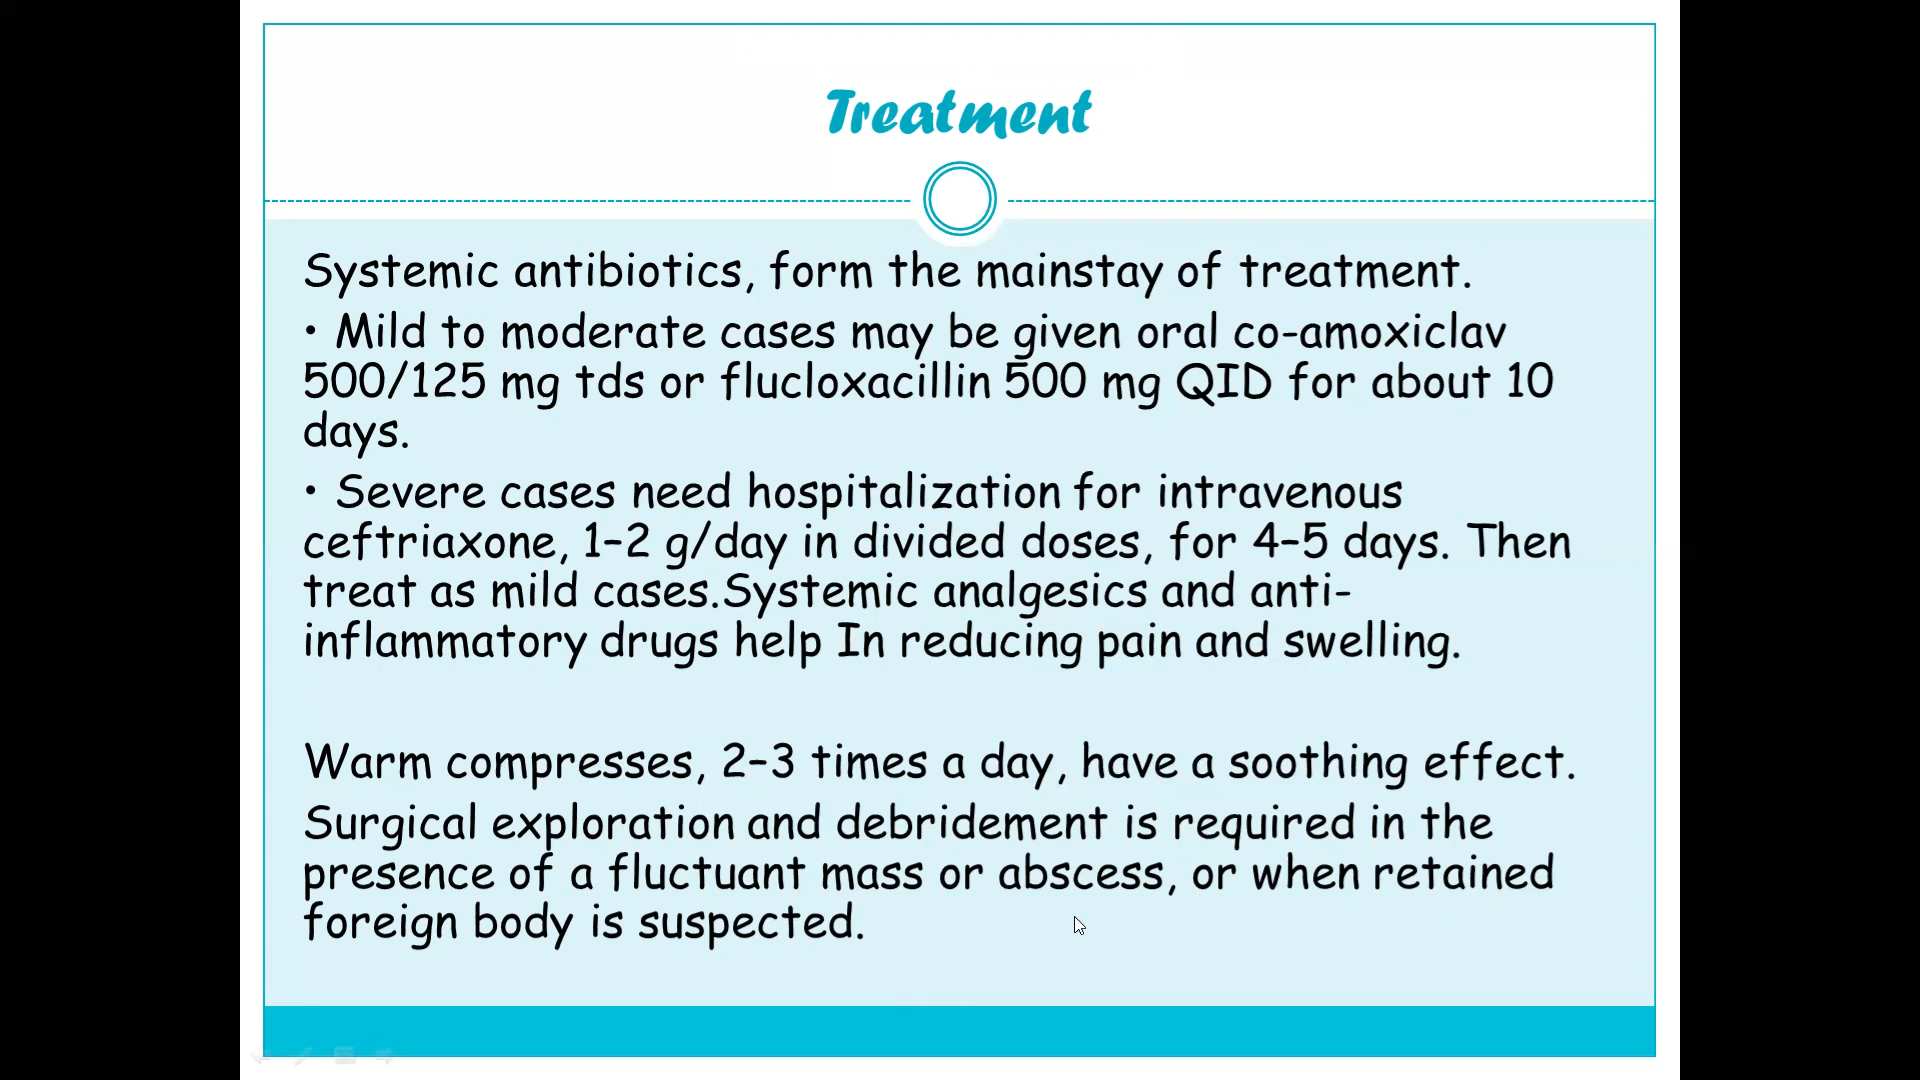 Treatment
Systemic antibiotics, form the mainstay of treatment.
• Mild to moderate cases may be given oral co-amoxiclav
500/125 mg tds or flucloxacillin 500 mg QID for about 10
days.
• Severe cases need hospitalization for intravenous
ceftriaxone, 1–2 g/day in divided doses, for 4–5 days. Then
treat as mild cases.Systemic analgesics and anti-
inflammatory drugs help In reducing pain and swelling.
Warm compresses, 2–3 times a day, have a soothing effect.
Surgical exploration and debridement is required in the
presence of a fluctuant mass or abscess, or when retained
foreign body is suspected.